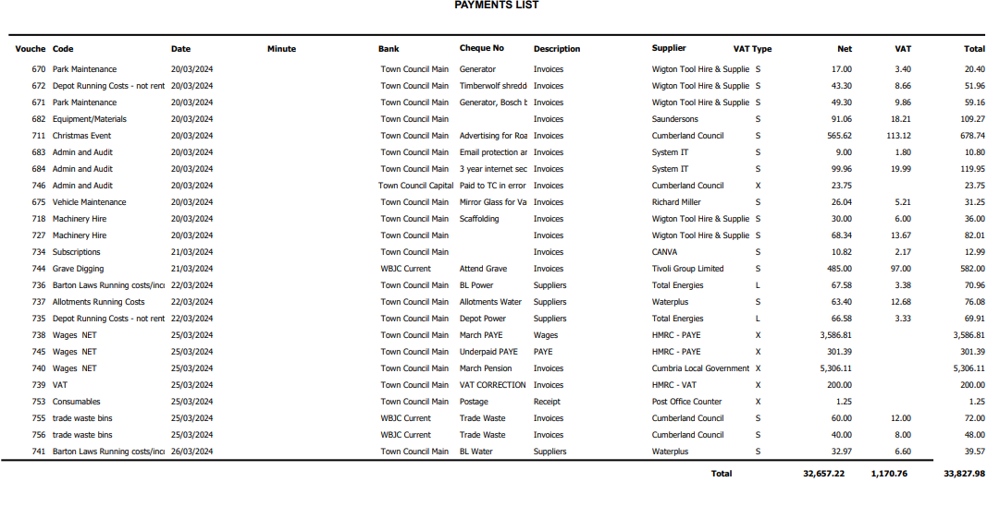 PAYMENTS LIST
Vouche Code Date Minute Bank Cheque No Description Supplier VAT Type Net VAT Total
670 Park Maintenance 20/03/2024 Town Council Main Generator Invoices Wigton Tool Hire & Supplie S 17.00 3.40 20.40
672 Depot Running Costs - not rent 20/03/2024 Town Council Main Timberwolf shredd Invoices Wigton Tool Hire & Supplie S 43.30 8.66 51.96
671 Park Maintenance 20/03/2024 Town Council Main Generator, Bosch b Invoices Wigton Tool Hire & Supplie S 49.30 9.86 59.16
682 Equipment/Materials 20/03/2024 Town Council Main Invoices Saundersons S 91.06 18.21 109.27
711 Christmas Event 20/03/2024 Town Council Main Advertising for Roa Invoices Cumberland Council S 565.62 113.12 678.74
683 Admin and Audit 20/03/2024 Town Council Main Email protection ar Invoices System IT S 9.00 1.80 10.80
684 Admin and Audit 20/03/2024 Town Council Main 3 year internet sec Invoices System IT S 99.96 19.99 119.95
746 Admin and Audit 20/03/2024 Town Council Capital Paid to TC in error Invoices Cumberland Council X 23.75 23.75
675 Vehicle Maintenance 20/03/2024 Town Council Main Mirror Glass for Va Invoices Richard Miller S 26.04 5.21 31.25
718 Machinery Hire 20/03/2024 Town Council Main Scaffolding Invoices Wigton Tool Hire & Supplie S 30.00 6.00 36.00
727 Machinery Hire 20/03/2024 Town Council Main Invoices Wigton Tool Hire & Supplie S 68.34 13.67 82.01
734 Subscriptions 21/03/2024 Town Council Main Invoices CANVA S 10.82 2.17 12.99
744 Grave Digging 21/03/2024 WBJC Current Attend Grave Invoices Tivoli Group Limited S 485.00 97.00 582.00
736 Barton Laws Running costs/inc 22/03/2024 Town Council Main BL Power Suppliers Total Energies L 67.58 3.38 70.96
737 Allotments Running Costs 22/03/2024 Town Council Main Allotments Water Suppliers Waterplus S 63.40 12.68 76.08
735 Depot Running Costs - not rent 22/03/2024 Town Council Main Depot Power Suppliers Total Energies L 66.58 3.33 69.91
738 Wages NET 25/03/2024 Town Council Main March PAYE Wages HMRC - PAYE X 3,586.81 3,586.81
745 Wages NET 25/03/2024 Town Council Main Underpaid PAYE PAYE HMRC - PAYE X 301.39 301.39
740 Wages NET 25/03/2024 Town Council Main March Pension Invoices Cumbria Local Government X 5,306.11 5,306.11
739 VAT 25/03/2024 Town Council Main VAT CORRECTION Invoices HMRC - VAT X 200.00 200.00
753 Consumables 25/03/2024 Town Council Main Postage Receipt Post Office Counter X 1.25 1.25
755 trade waste bins 25/03/2024 WBJC Current Trade Waste Invoices Cumberland Council S 60.00 12.00 72.00
756 trade waste bins 25/03/2024 WBJC Current Trade Waste Invoices Cumberland Council S 40.00 8.00 48.00
741 Barton Laws Running costs/inc 26/03/2024 Town Council Main BL Water Suppliers Waterplus S 32.97 6.60 39.57
Total 32,657.22 1,170.76 33,827.98